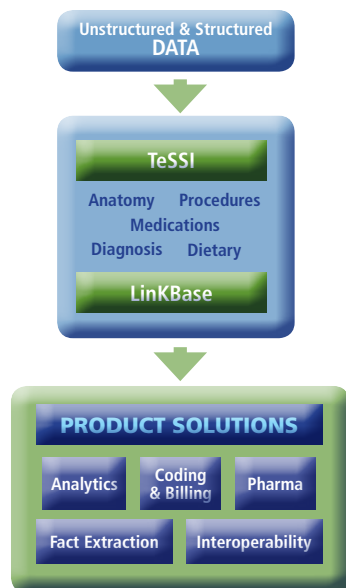 Unstructured & Structured
DATA
TeSSI
Anatomy Procedures
Medications
Diagnosis Dietary
LinKBase
PRODUCT SOLUTIONS
Analytics
Coding
& Billing
Pharma
Fact Extraction
Interoperability